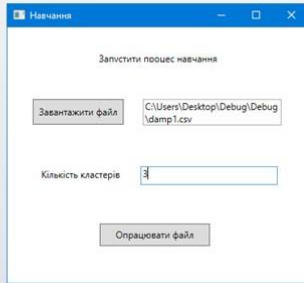 Навчання
Запустити процес навчання
Завантажити файл
C:\Users\Desktop\Debug\Debug
\damp1.csv
Кількість кластерів
3
Опрацювати файл